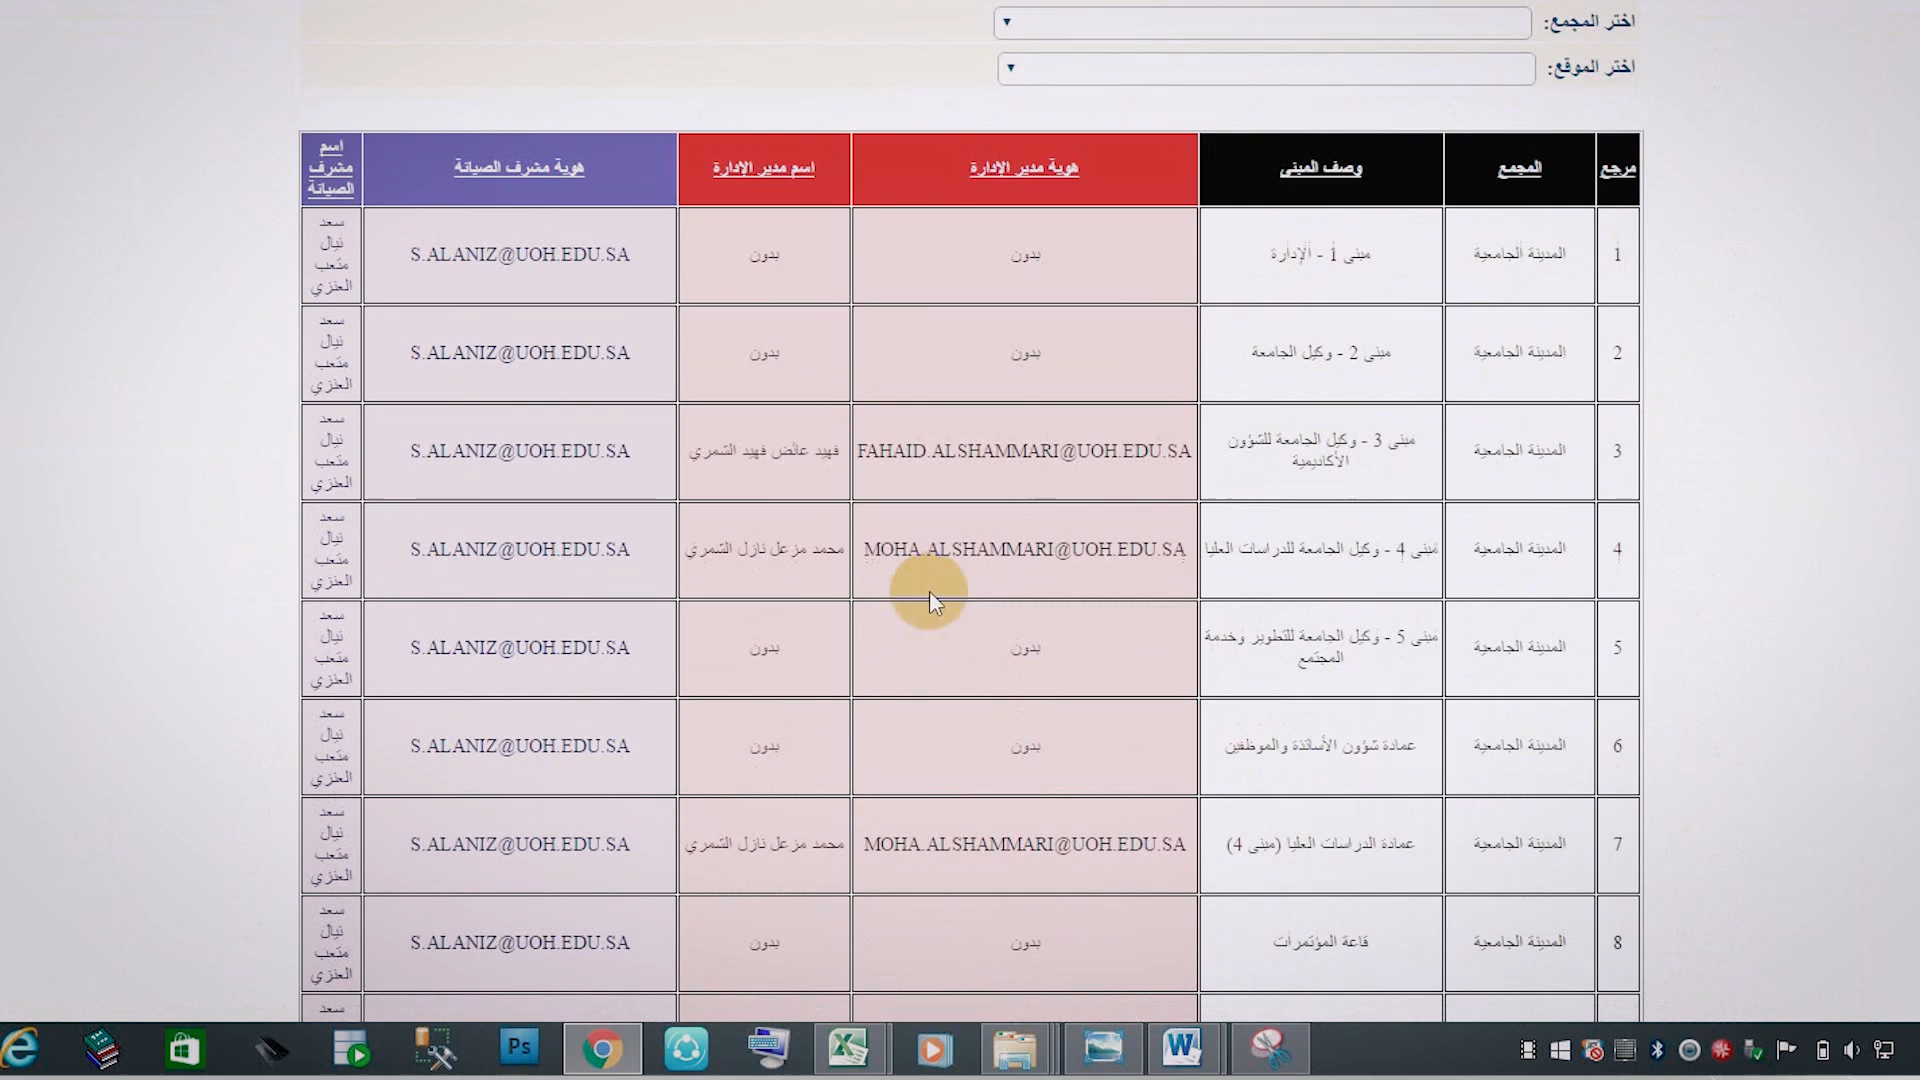 اختر المجمع:
اختر الموقع:
مرجع
المجمع
وصف المبنى
هوية مدير الإدارة
اسم مدير الإدارة
هوية مشرف الصيانة
اسم
مشرف
الصيانة
1
المدينة الجامعية
مبنى 1 - الإدارة
بدون
بدون
S.ALANIZ@UOH.EDU.SA
سعد
نيال
متعب
العنزي
2
المدينة الجامعية
مبنى 2 - وكيل الجامعة
بدون
بدون
S.ALANIZ@UOH.EDU.SA
سعد
نيال
متعب
العنزي
3
المدينة الجامعية
مبنى 3 - وكيل الجامعة للشؤون
الأكاديمية
FAHAID.ALSHAMMARI@UOH.EDU.SA
فهيد عائض فهيد الشمري
S.ALANIZ@UOH.EDU.SA
سعد
نيال
متعب
العنزي
4
المدينة الجامعية
مبنى 4 - وكيل الجامعة للدراسات العليا
MOHA.ALSHAMMARI@UOH.EDU.SA
محمد مزعل نازل الشمري
S.ALANIZ@UOH.EDU.SA
سعد
نيال
متعب
العنزي
5
المدينة الجامعية
مبنى 5 - وكيل الجامعة للتطوير وخدمة
المجتمع
بدون
بدون
S.ALANIZ@UOH.EDU.SA
سعد
نيال
متعب
العنزي
6
المدينة الجامعية
عمادة شؤون الأساتذة والموظفين
بدون
بدون
S.ALANIZ@UOH.EDU.SA
سعد
نيال
متعب
العنزي
7
المدينة الجامعية
عمادة الدراسات العليا (مبنى 4)
MOHA.ALSHAMMARI@UOH.EDU.SA
محمد مزعل نازل الشمري
S.ALANIZ@UOH.EDU.SA
سعد
نيال
متعب
العنزي
8
المدينة الجامعية
قاعة المؤتمرات
بدون
بدون
S.ALANIZ@UOH.EDU.SA
سعد
نيال
متعب
العنزي
سعد
Ps